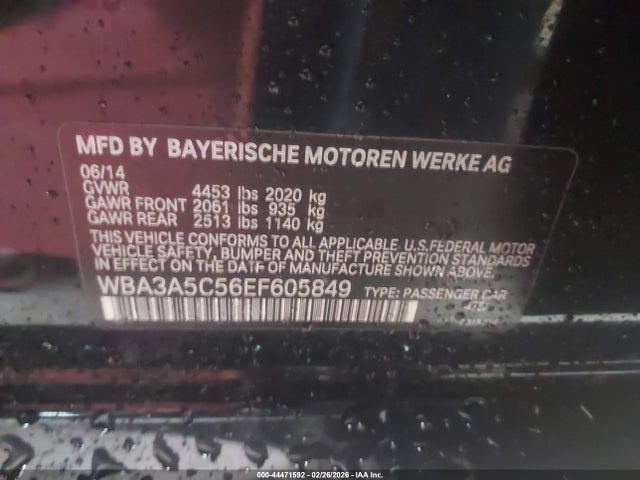 MFD BY BAYERISCHE MOTOREN WERKE AG
06/14
GVWR 4453 lbs 2020 kg
GAWR FRONT 2061 lbs 935 kg
GAWR REAR 2513 lbs 1140 kg
THIS VEHICLE CONFORMS TO ALL APPLICABLE U.S.FEDERAL MOTOR
VEHICLE SAFETY, BUMPER AND THEFT PREVENTION STANDARDS
IN EFFECT ON THE DATE OF MANUFACTURE SHOWN ABOVE.
WBA3A5C56EF605849 TYPE: PASSENGER CAR
000-44471592 - 02/26/2026 - IAA Inc.